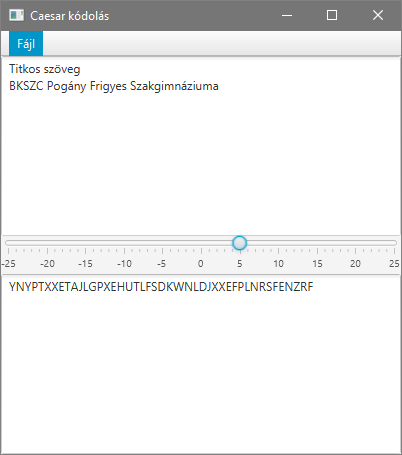 Caesar kódolás
Fájl
Titkos szöveg
BKSZC Pogány Frigyes Szakgimnáziuma
-25 -20 -15 -10 -5 0 5 10 15 20 25
YNYPTXXETAJLGPXEHUTLFSDKWNLDJXXEFPLNRSFENZRF